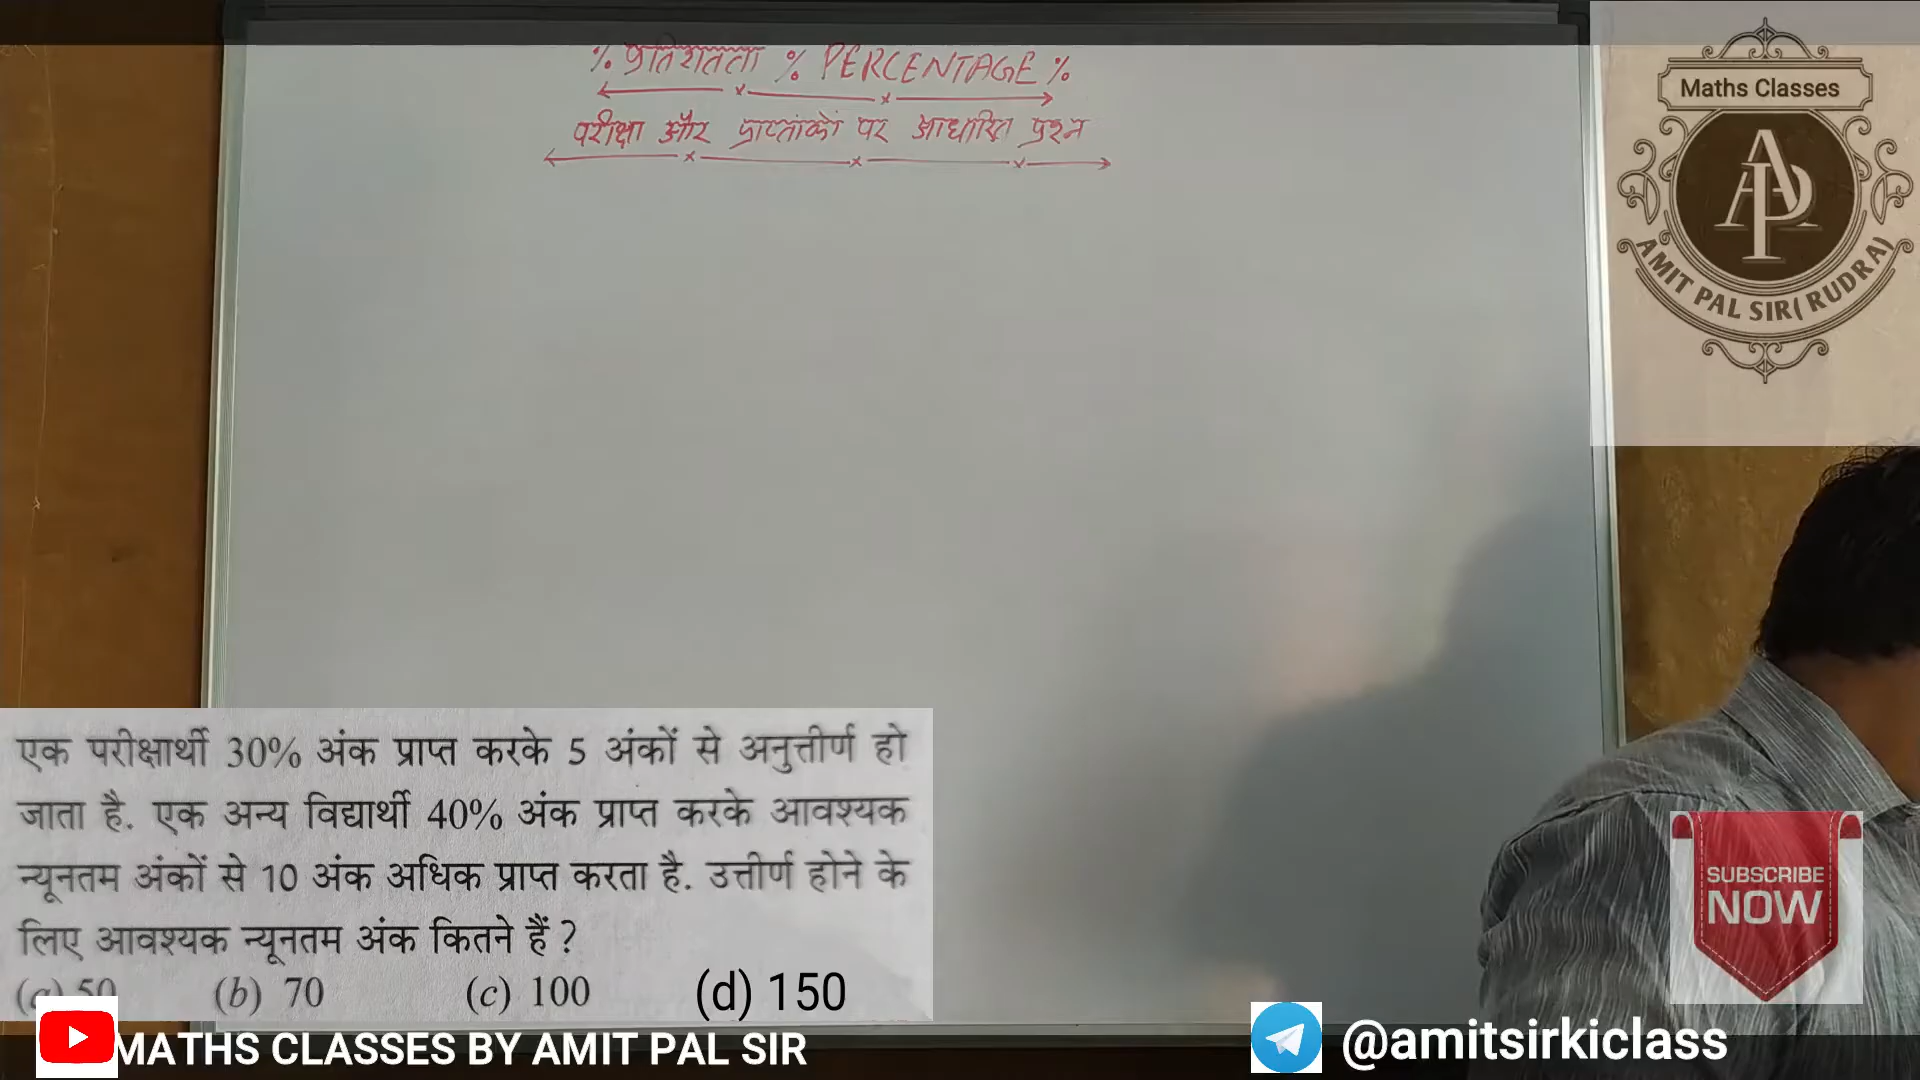 % प्रतिशतता % PERCENTAGE %
परीक्षा और प्राप्तांको पर आधारित प्रश्न
Maths Classes
AP
AMIT PAL SIR( RUDRA)
एक परीक्षार्थी 30% अंक प्राप्त करके 5 अंकों से अनुत्तीर्ण हो
जाता है. एक अन्य विद्यार्थी 40% अंक प्राप्त करके आवश्यक
न्यूनतम अंकों से 10 अंक अधिक प्राप्त करता है. उत्तीर्ण होने के
लिए आवश्यक न्यूनतम अंक कितने हैं ?
(a) 50 (b) 70 (c) 100 (d) 150
SUBSCRIBE
NOW
MATHS CLASSES BY AMIT PAL SIR
@amitsirkiclass